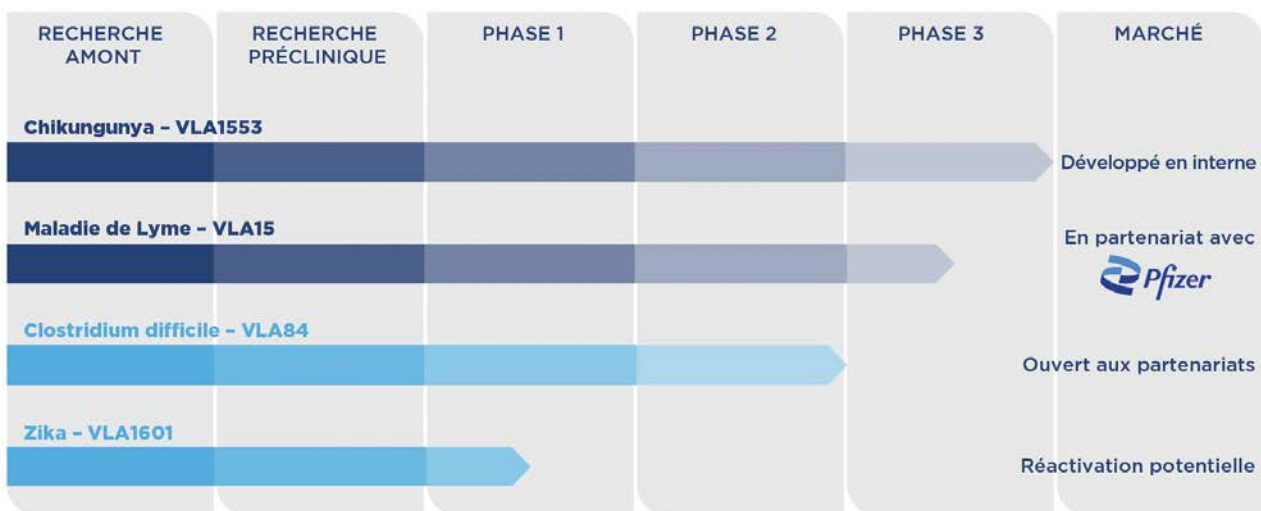 RECHERCHE
AMONT
RECHERCHE
PRÉCLINIQUE
PHASE 1
PHASE 2
PHASE 3
MARCHÉ
Chikungunya – VLA1553
Développé en interne
Maladie de Lyme – VLA15
En partenariat avec
Pfizer
Clostridium difficile – VLA84
Ouvert aux partenariats
Zika – VLA1601
Réactivation potentielle